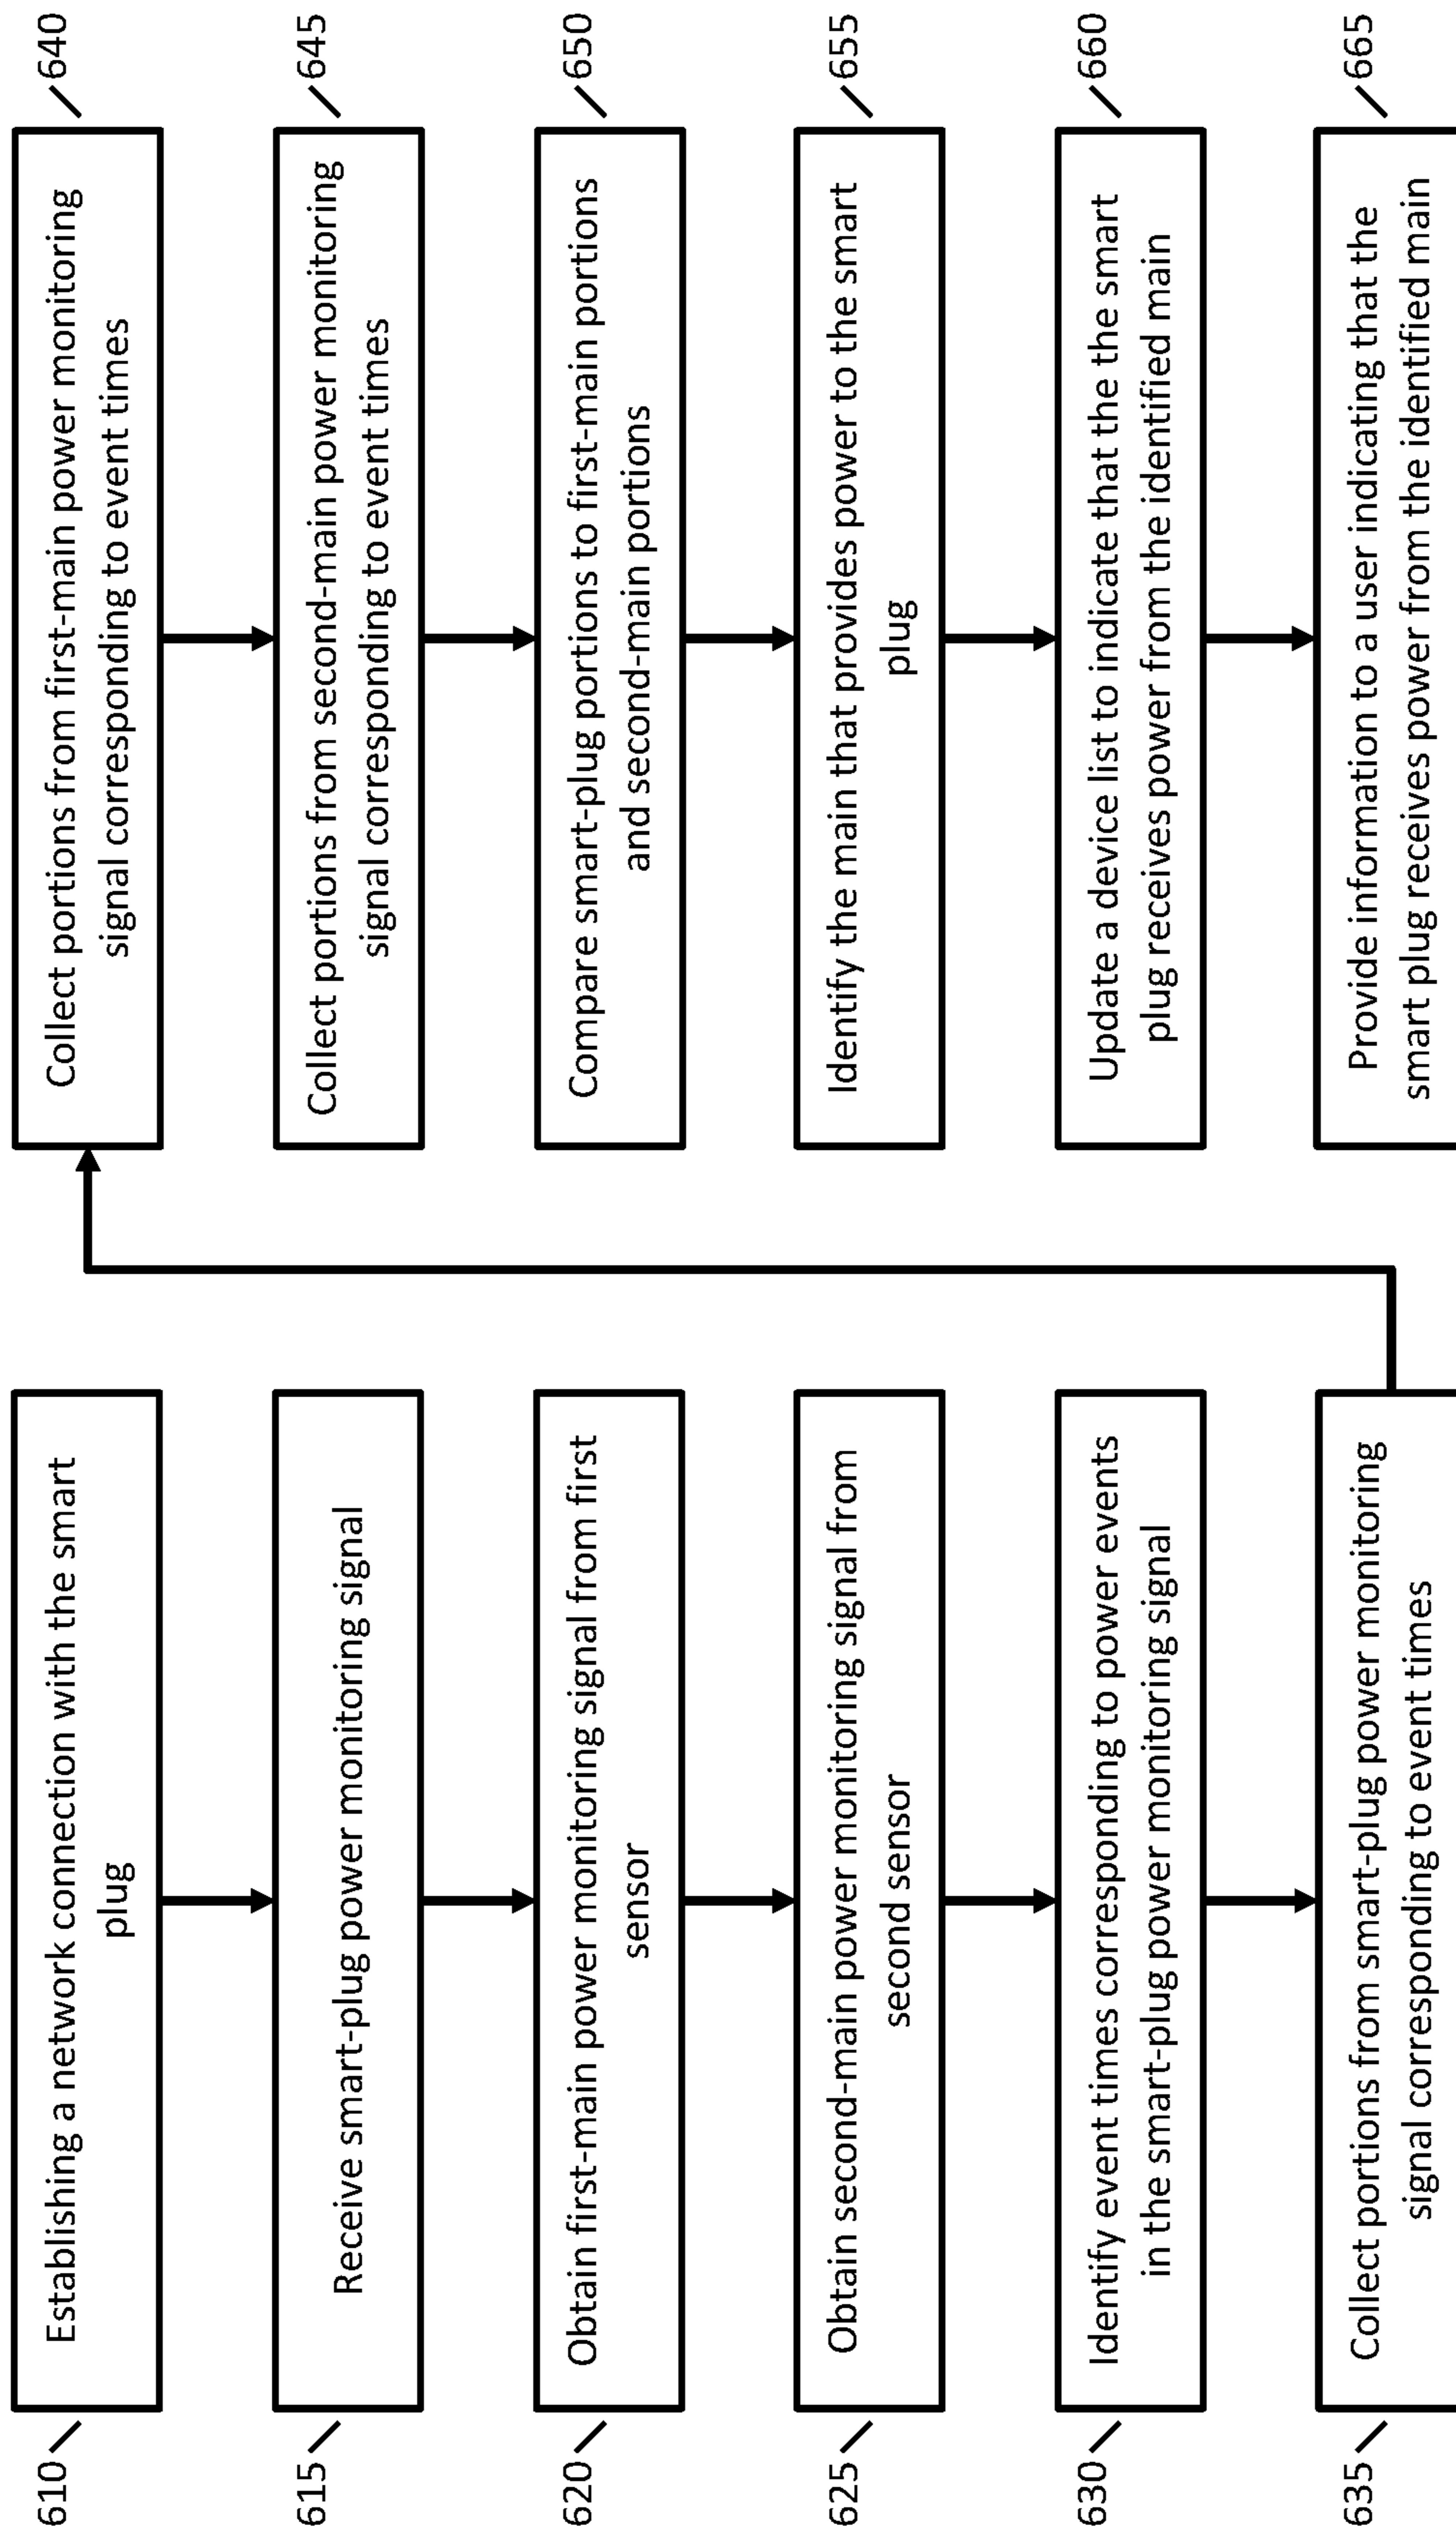 610
Establishing a network connection with the smart
plug
615
Receive smart-plug power monitoring signal
620
Obtain first-main power monitoring signal from first
sensor
625
Obtain second-main power monitoring signal from
second sensor
630
Identify event times corresponding to power events
in the smart-plug power monitoring signal
635
Collect portions from smart-plug power monitoring
signal corresponding to event times
640
Collect portions from first-main power monitoring
signal corresponding to event times
645
Collect portions from second-main power monitoring
signal corresponding to event times
650
Compare smart-plug portions to first-main portions
and second-main portions
655
Identify the main that provides power to the smart
plug
660
Update a device list to indicate that the the smart
plug receives power from the identified main
665
Provide information to a user indicating that the
smart plug receives power from the identified main